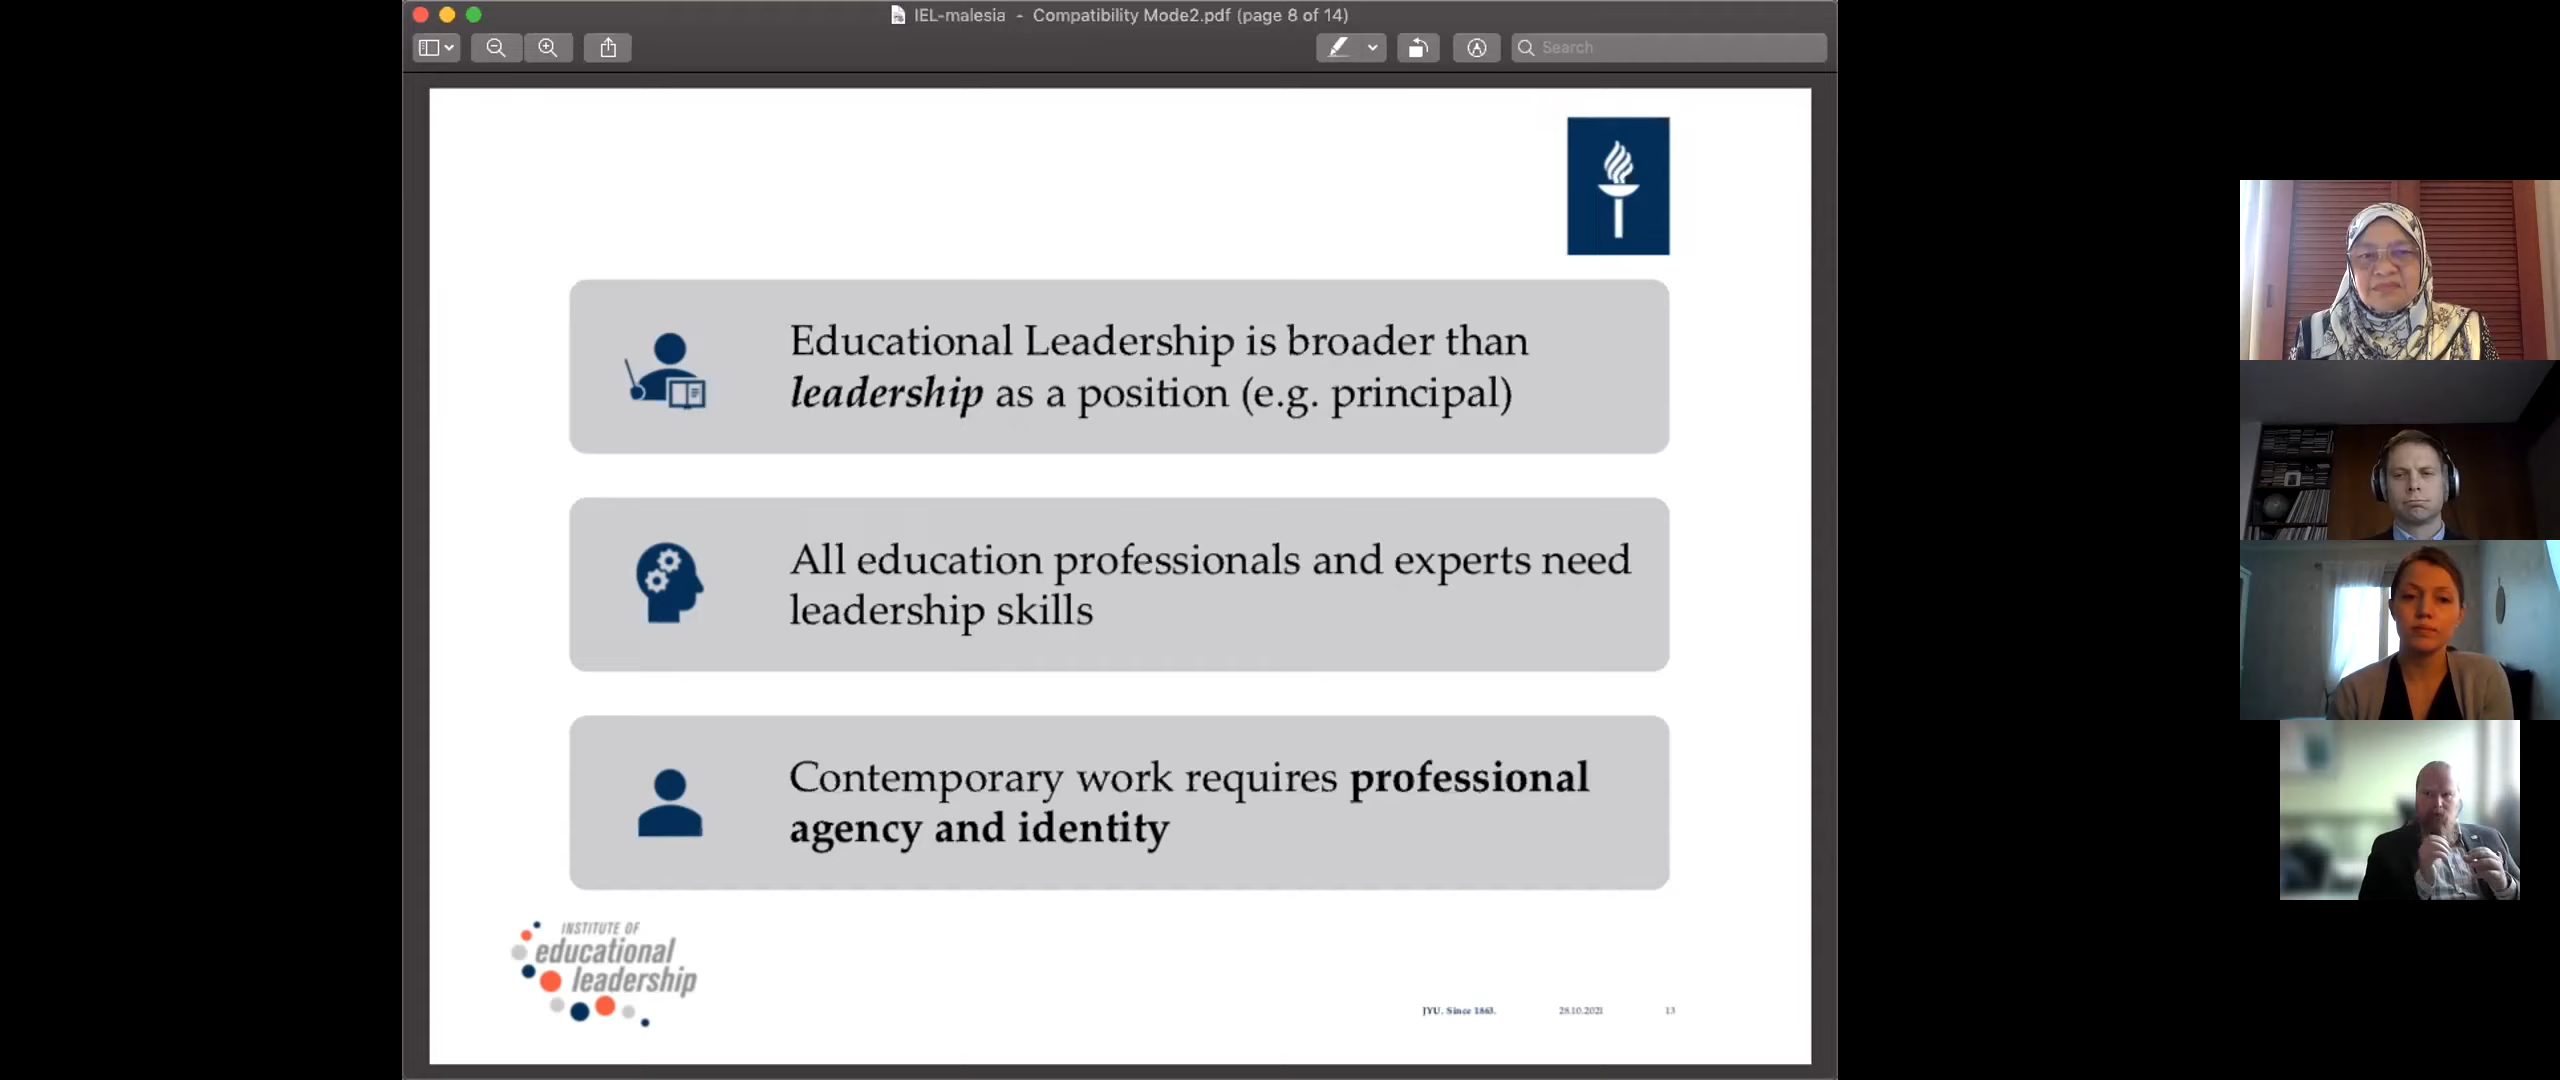 IEL-malesia - Compatibility Mode2.pdf (page 8 of 14)
Search
Educational Leadership is broader than
leadership as a position (e.g. principal)
All education professionals and experts need
leadership skills
Contemporary work requires professional
agency and identity
INSTITUTE OF
educational
leadership
JYU. Since 1863.
28.10.2021
13